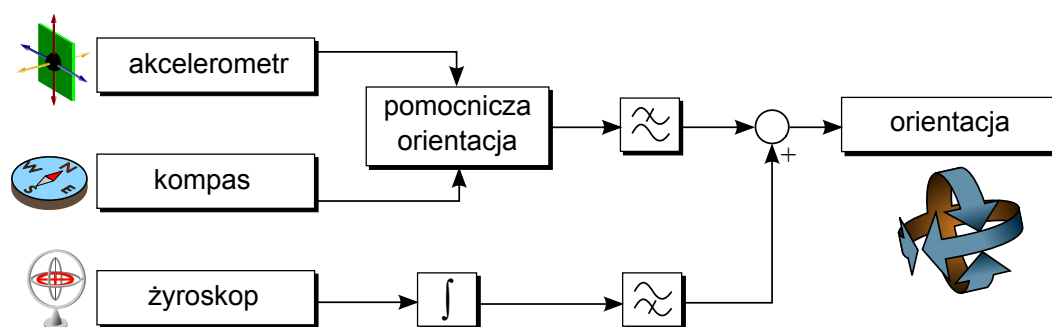 akcelerometr
pomocnicza
orientacja
orientacja
kompas
N
W
E
S
żyroskop
∫
+